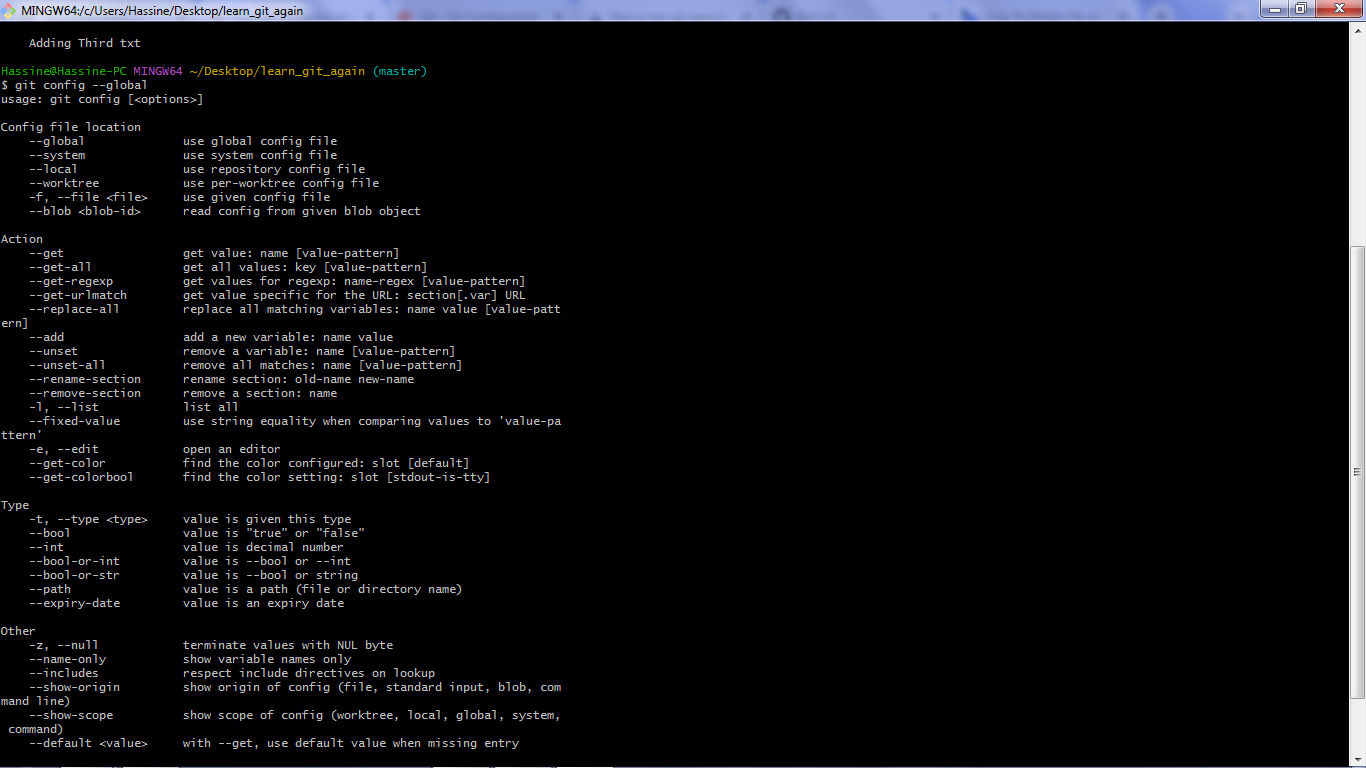 MINGW64:/c/Users/Hassine/Desktop/learn_git_again
    Adding Third txt
Hassine@Hassine-PC MINGW64 ~/Desktop/learn_git_again (master)
$ git config --global
usage: git config [<options>]
Config file location
    --global              use global config file
    --system              use system config file
    --local               use repository config file
    --worktree            use per-worktree config file
    -f, --file <file>     use given config file
    --blob <blob-id>      read config from given blob object
Action
    --get                 get value: name [value-pattern]
    --get-all             get all values: key [value-pattern]
    --get-regexp          get values for regexp: name-regex [value-pattern]
    --get-urlmatch        get value specific for the URL: section[.var] URL
    --replace-all         replace all matching variables: name value [value-patt
ern]
    --add                 add a new variable: name value
    --unset               remove a variable: name [value-pattern]
    --unset-all           remove all matches: name [value-pattern]
    --rename-section      rename section: old-name new-name
    --remove-section      remove a section: name
    -l, --list            list all
    --fixed-value         use string equality when comparing values to 'value-pa
ttern'
    -e, --edit            open an editor
    --get-color           find the color configured: slot [default]
    --get-colorbool       find the color setting: slot [stdout-is-tty]
Type
    -t, --type <type>     value is given this type
    --bool                value is "true" or "false"
    --int                 value is decimal number
    --bool-or-int         value is --bool or --int
    --bool-or-str         value is --bool or string
    --path                value is a path (file or directory name)
    --expiry-date         value is an expiry date
Other
    -z, --null            terminate values with NUL byte
    --name-only           show variable names only
    --includes            respect include directives on lookup
    --show-origin         show origin of config (file, standard input, blob, com
mand line)
    --show-scope          show scope of config (worktree, local, global, system,
 command)
    --default <value>     with --get, use default value when missing entry